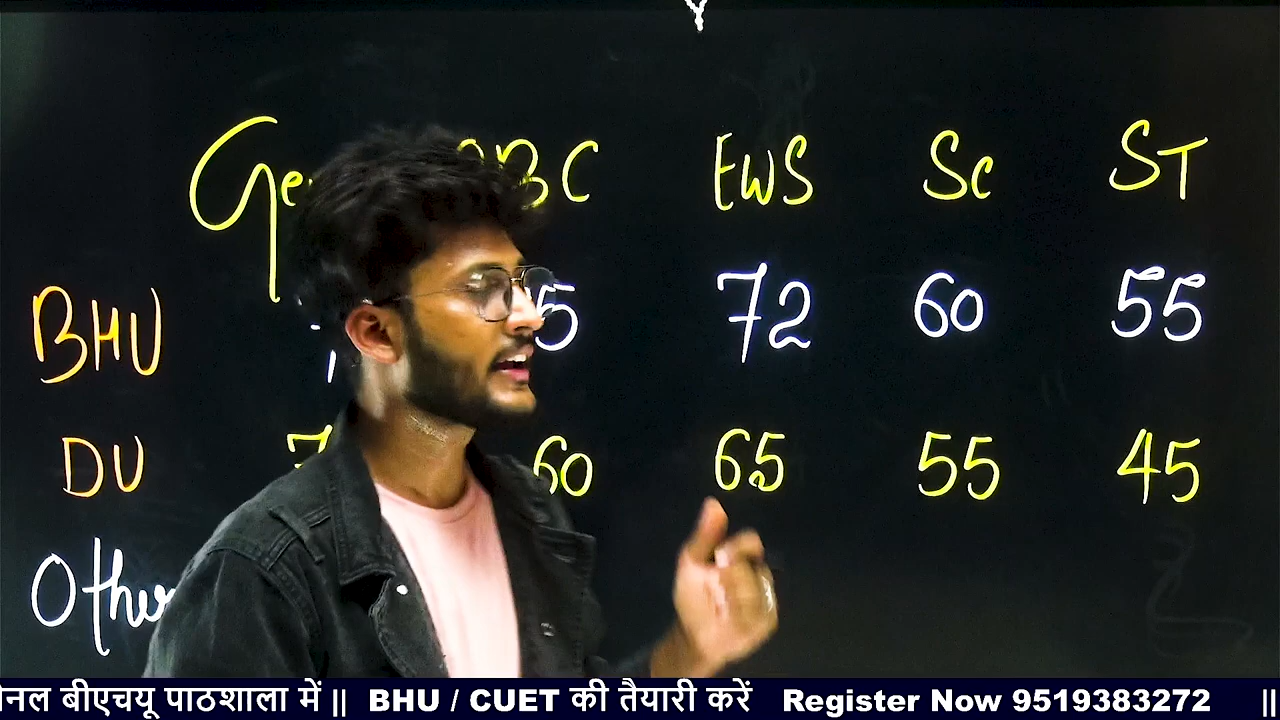 EWS Sc ST
BHU 72 60 55
DU 60 65 55 45
बीएचयू पाठशाला में || BHU / CUET की तैयारी करें Register Now 9519383272 ||